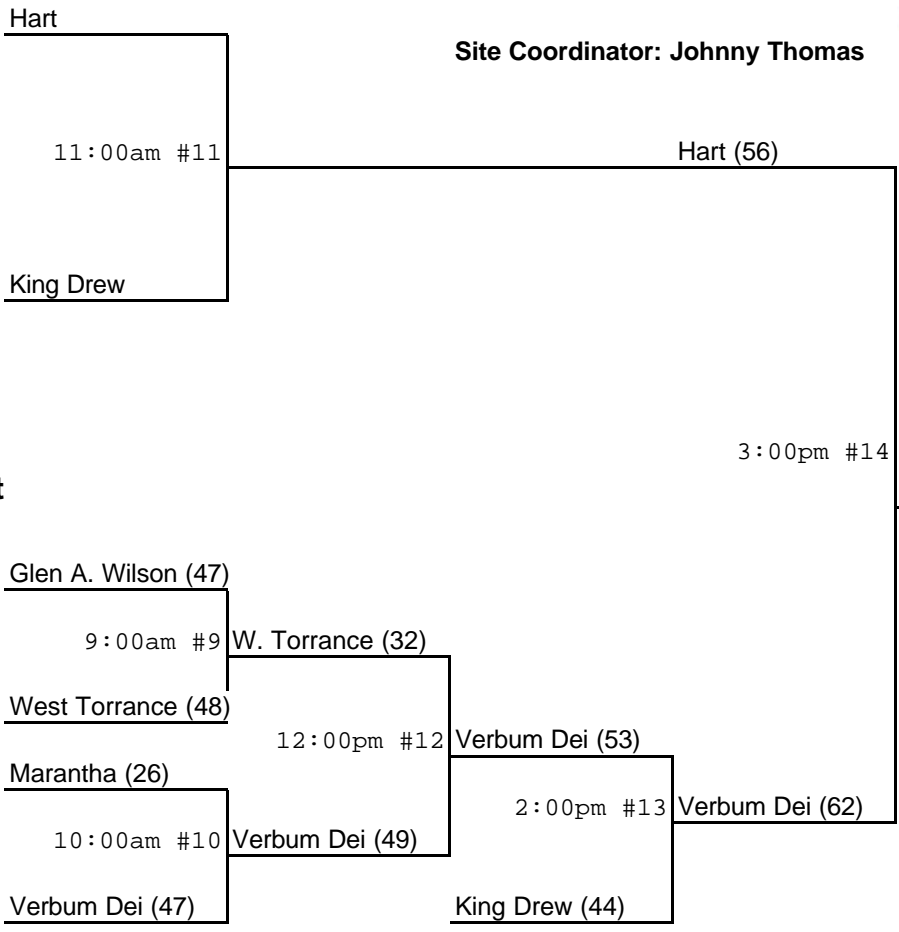 Hart
Site Coordinator: Johnny Thomas
11:00am #11
Hart (56)
King Drew
3:00pm #14
t
Glen A. Wilson (47)
9:00am #9
W. Torrance (32)
West Torrance (48)
12:00pm #12
Verbum Dei (53)
Marantha (26)
2:00pm #13
Verbum Dei (62)
10:00am #10
Verbum Dei (49)
Verbum Dei (47)
King Drew (44)